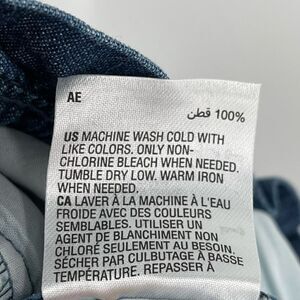 AE
100% قطن
US MACHINE WASH COLD WITH
LIKE COLORS. ONLY NON-
CHLORINE BLEACH WHEN NEEDED.
TUMBLE DRY LOW. WARM IRON
WHEN NEEDED.
CA LAVER À LA MACHINE À L'EAU
FROIDE AVEC DES COULEURS
SEMBLABLES. UTILISER UN
AGENT DE BLANCHIMENT NON
CHLORÉ SEULEMENT AU BESOIN.
SÉCHER PAR CULBUTAGE À BASSE
TEMPÉRATURE. REPASSER À